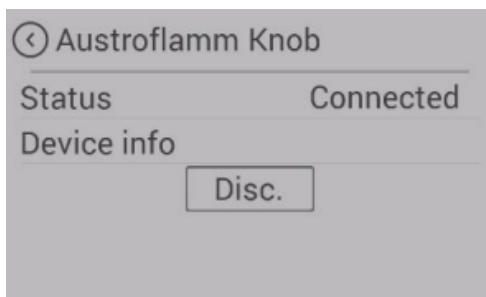 Austroflamm Knob
Status Connected
Device info
Disc.